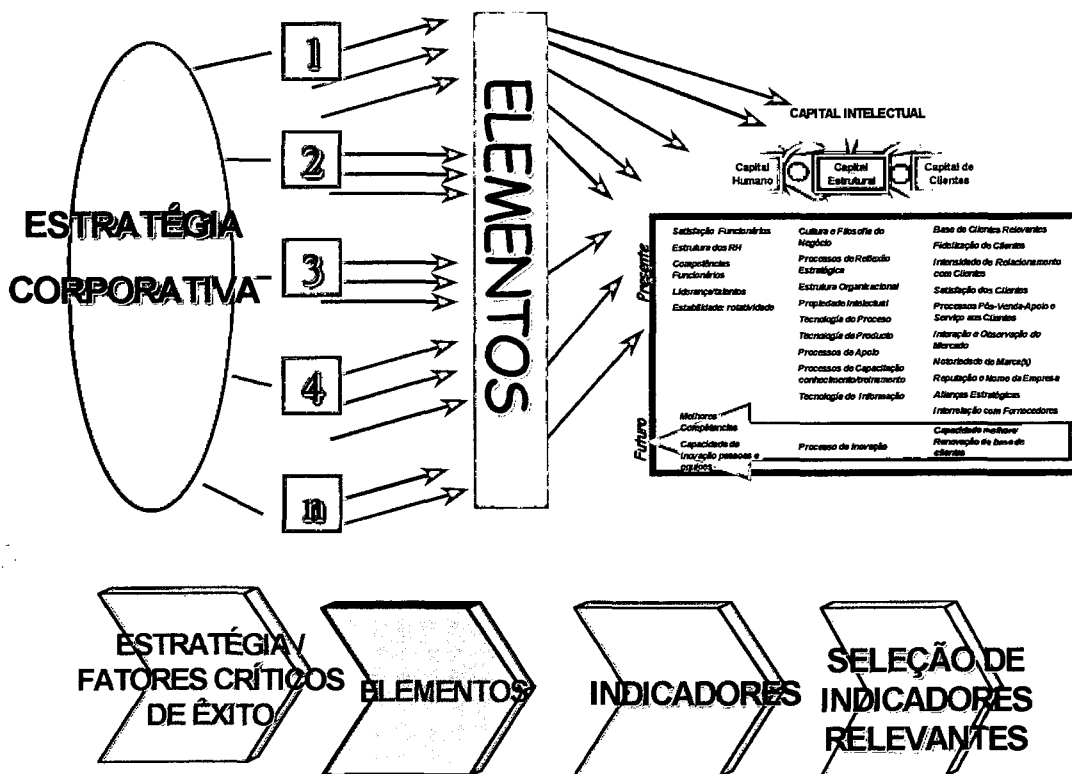 ESTRATÉGIA
CORPORATIVA
1
2
3
4
n
ELEMENTOS
CAPITAL INTELECTUAL
Capital
Humano
Capital
Estrutural
Capital de
Clientes
Presente
Satisfação Funcionários
Estrutura dos RH
Competências
Funcionários
Liderança/talentos
Estabilidade: rotatividade
Cultura e Filosofia do
Negócio
Processos de Reflexão
Estratégica
Estrutura Organizacional
Propiedade Intelectual
Tecnologia de Proceso
Tecnologia de Producto
Processos de Apoio
Processos de Capacitação
conhecimento/treinamento
Tecnologia de Informação
Base de Clientes Relevantes
Fidelização de Clientes
Intensidade de Relacionamento
com Clientes
Satisfação dos Clientes
Processos Pós-Venda-Apoio e
Serviço aos Clientes
Interação e Observação do
Mercado
Notoriedade de Marca(s)
Reputação e Nome da Empresa
Alianças Estratégicas
Interrelação com Fornecedores
Futuro
Melhores
Competências
Capacidade de
Inovação pessoas e
equipes
Processo de Inovação
Capacidade melhora/
Renovação de base de
clientes
ESTRATÉGIA/
FATORES CRÍTICOS
DE ÊXITO
ELEMENTOS
INDICADORES
SELEÇÃO DE
INDICADORES
RELEVANTES